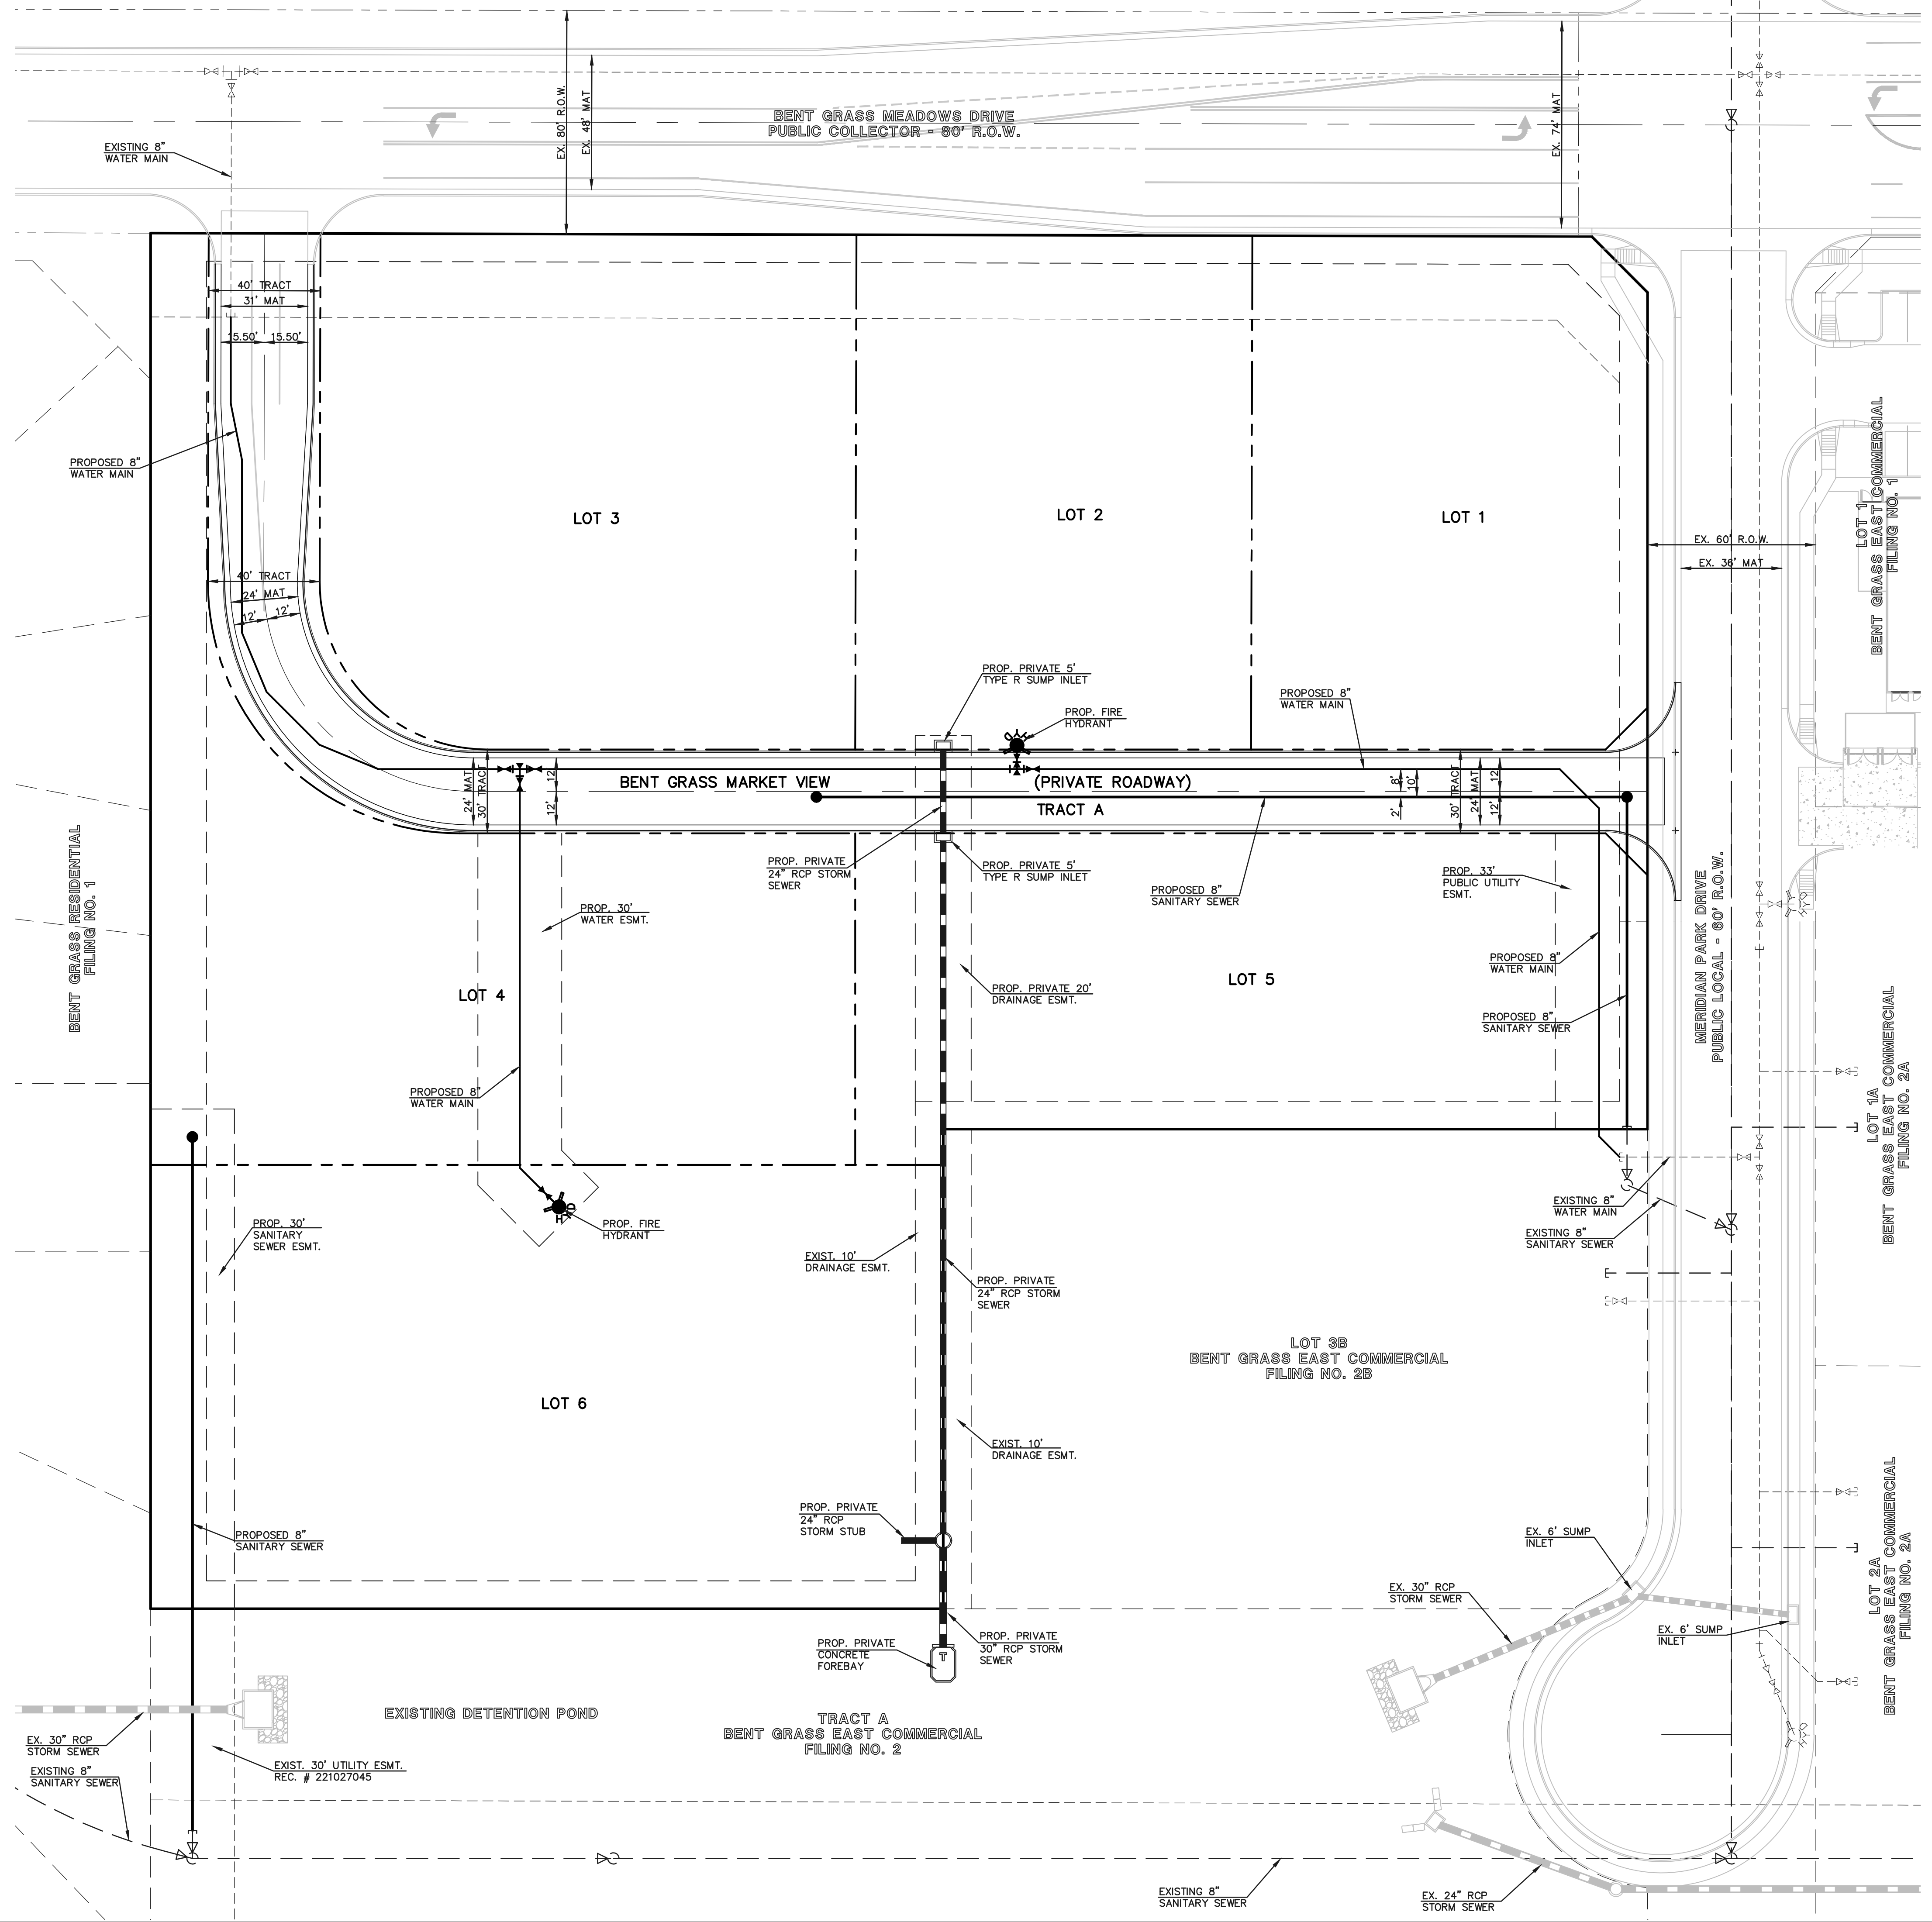 EX. 80' R.O.W.
EX. 48' MAT
EX. 74' MAT
BENT GRASS MEADOWS DRIVE
PUBLIC COLLECTOR - 80' R.O.W.
EXISTING 8"
WATER MAIN
40' TRACT
31' MAT
15.50'
15.50'
PROPOSED 8"
WATER MAIN
LOT 3
LOT 2
LOT 1
EX. 60' R.O.W.
EX. 36' MAT
LOT 1
BENT GRASS EAST COMMERCIAL
FILING NO. 1
40' TRACT
24' MAT
12'
12'
PROP. PRIVATE 5'
TYPE R SUMP INLET
PROP. FIRE
HYDRANT
PROPOSED 8"
WATER MAIN
HYD
24' MAT
30' TRACT
12'
12'
BENT GRASS MARKET VIEW
(PRIVATE ROADWAY)
TRACT A
8'
10'
2'
30' TRACT
24' MAT
12'
12'
PROP. PRIVATE
24" RCP STORM
SEWER
PROP. PRIVATE 5'
TYPE R SUMP INLET
PROPOSED 8"
SANITARY SEWER
PROP. 33'
PUBLIC UTILITY
ESMT.
BENT GRASS RESIDENTIAL
FILING NO. 1
PROP. 30'
WATER ESMT.
MERIDIAN PARK DRIVE
PUBLIC LOCAL - 60' R.O.W.
HYD
LOT 4
PROP. PRIVATE 20'
DRAINAGE ESMT.
LOT 5
PROPOSED 8"
WATER MAIN
PROPOSED 8"
SANITARY SEWER
PROPOSED 8"
WATER MAIN
LOT 1A
BENT GRASS EAST COMMERCIAL
FILING NO. 2A
PROP. 30'
SANITARY
SEWER ESMT.
HYD
PROP. FIRE
HYDRANT
EXISTING 8"
WATER MAIN
EXISTING 8"
SANITARY SEWER
EXIST. 10'
DRAINAGE ESMT.
PROP. PRIVATE
24" RCP STORM
SEWER
LOT 3B
BENT GRASS EAST COMMERCIAL
FILING NO. 2B
LOT 6
EXIST. 10'
DRAINAGE ESMT.
PROP. PRIVATE
24" RCP
STORM STUB
PROPOSED 8"
SANITARY SEWER
EX. 6' SUMP
INLET
EX. 30" RCP
STORM SEWER
LOT 2A
BENT GRASS EAST COMMERCIAL
FILING NO. 2A
EX. 6' SUMP
INLET
PROP. PRIVATE
CONCRETE
FOREBAY
PROP. PRIVATE
30" RCP STORM
SEWER
T
EXISTING DETENTION POND
TRACT A
BENT GRASS EAST COMMERCIAL
FILING NO. 2
HYD
EX. 30" RCP
STORM SEWER
EXISTING 8"
SANITARY SEWER
EXIST. 30' UTILITY ESMT.
REC. # 221027045
EXISTING 8"
SANITARY SEWER
EX. 24" RCP
STORM SEWER